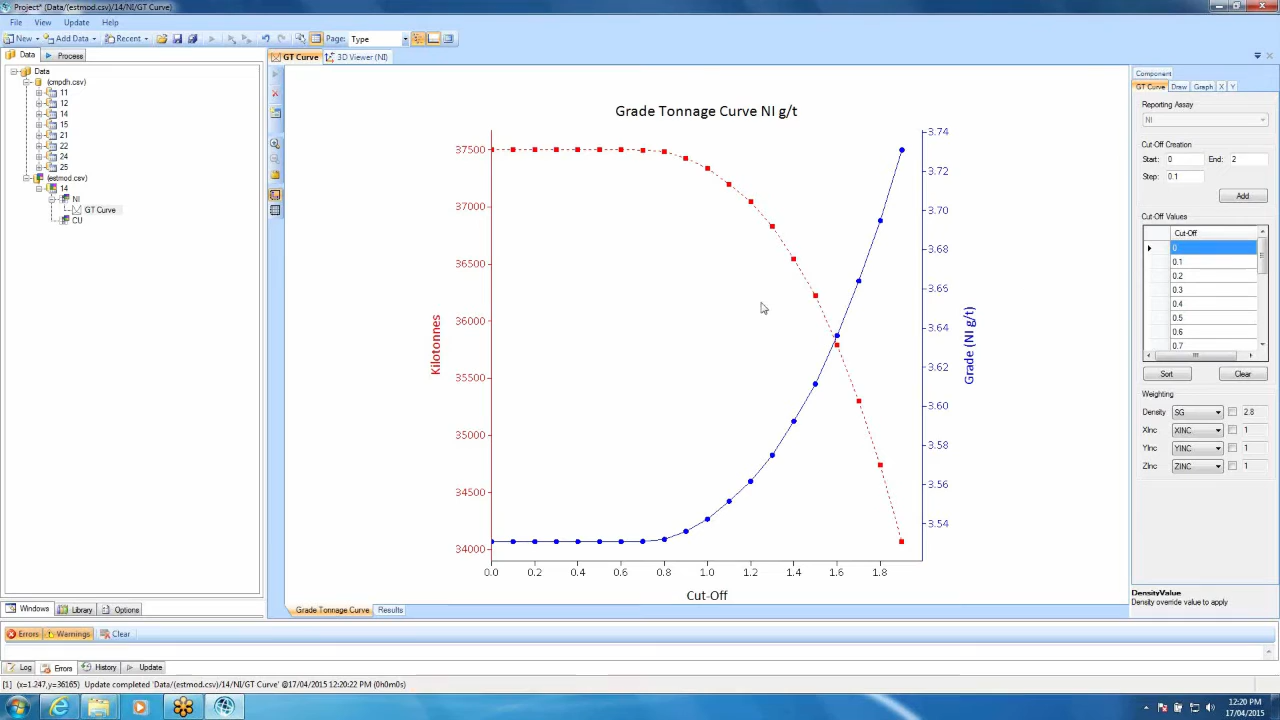 Project* (Data/(estmod.csv)/14/NI/GT Curve)
File View Update Help
New Add Data Recent Page: Type
Data Process
GT Curve 3D Viewer (NI)
Data
(cmpdh.csv)
11
12
14
15
21
22
24
25
(estmod.csv)
14
NI
GT Curve
CU
Grade Tonnage Curve NI g/t
Kilotonnes
37500
37000
36500
36000
35500
35000
34500
34000
3.74
3.72
3.70
3.68
3.66
3.65
3.64
3.62
3.60
3.58
3.56
3.54
Grade (NI g/t)
0.0 0.2 0.4 0.6 0.8 1.0 1.2 1.4 1.6 1.8
Cut-Off
Grade Tonnage Curve Results
Component
GT Curve Draw Graph X Y
Reporting Assay
NI
Cut-Off Creation
Start: 0 End: 2
Step: 0.1
Add
Cut-Off Values
Cut-Off
0
0.1
0.2
0.3
0.4
0.5
0.6
0.7
Sort Clear
Weighting
Density SG 2.8
XInc XINC 1
YInc YINC 1
ZInc ZINC 1
DensityValue
Density override value to apply
Windows Library Options
Errors Warnings Clear
Log Errors History Update
[1] (x=1.247,y=36165) Update completed 'Data/(estmod.csv)/14/NI/GT Curve' @17/04/2015 12:20:22 PM (0h0m0s)
12:20 PM
17/04/2015